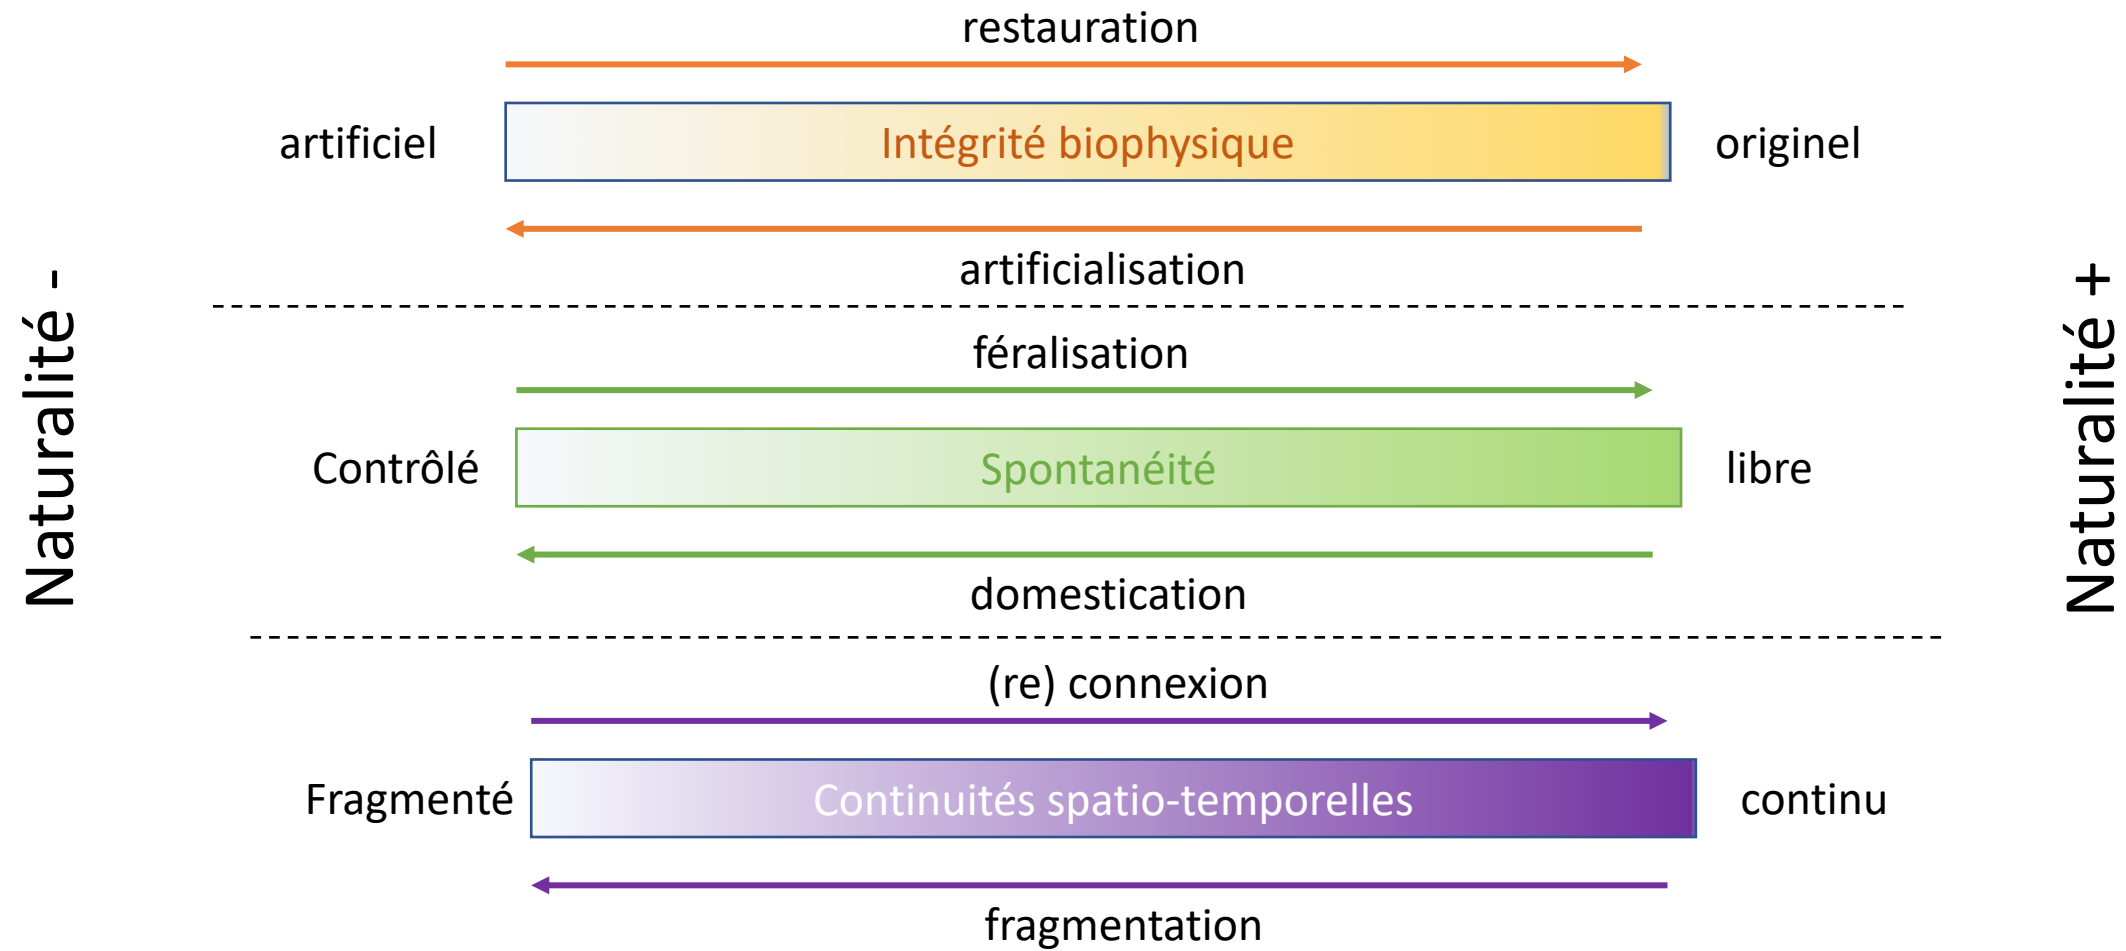 restauration
artificiel
Intégrité biophysique
originel
artificialisation
Naturalité -
Naturalité +
féralisation
Contrôlé
Spontanéité
libre
domestication
(re) connexion
Fragmenté
Continuités spatio-temporelles
continu
fragmentation